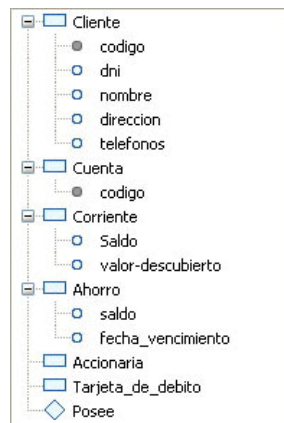 Cliente
codigo
dni
nombre
direccion
telefonos
Cuenta
codigo
Corriente
Saldo
valor-descubierto
Ahorro
saldo
fecha_vencimiento
Accionaria
Tarjeta_de_debito
Posee